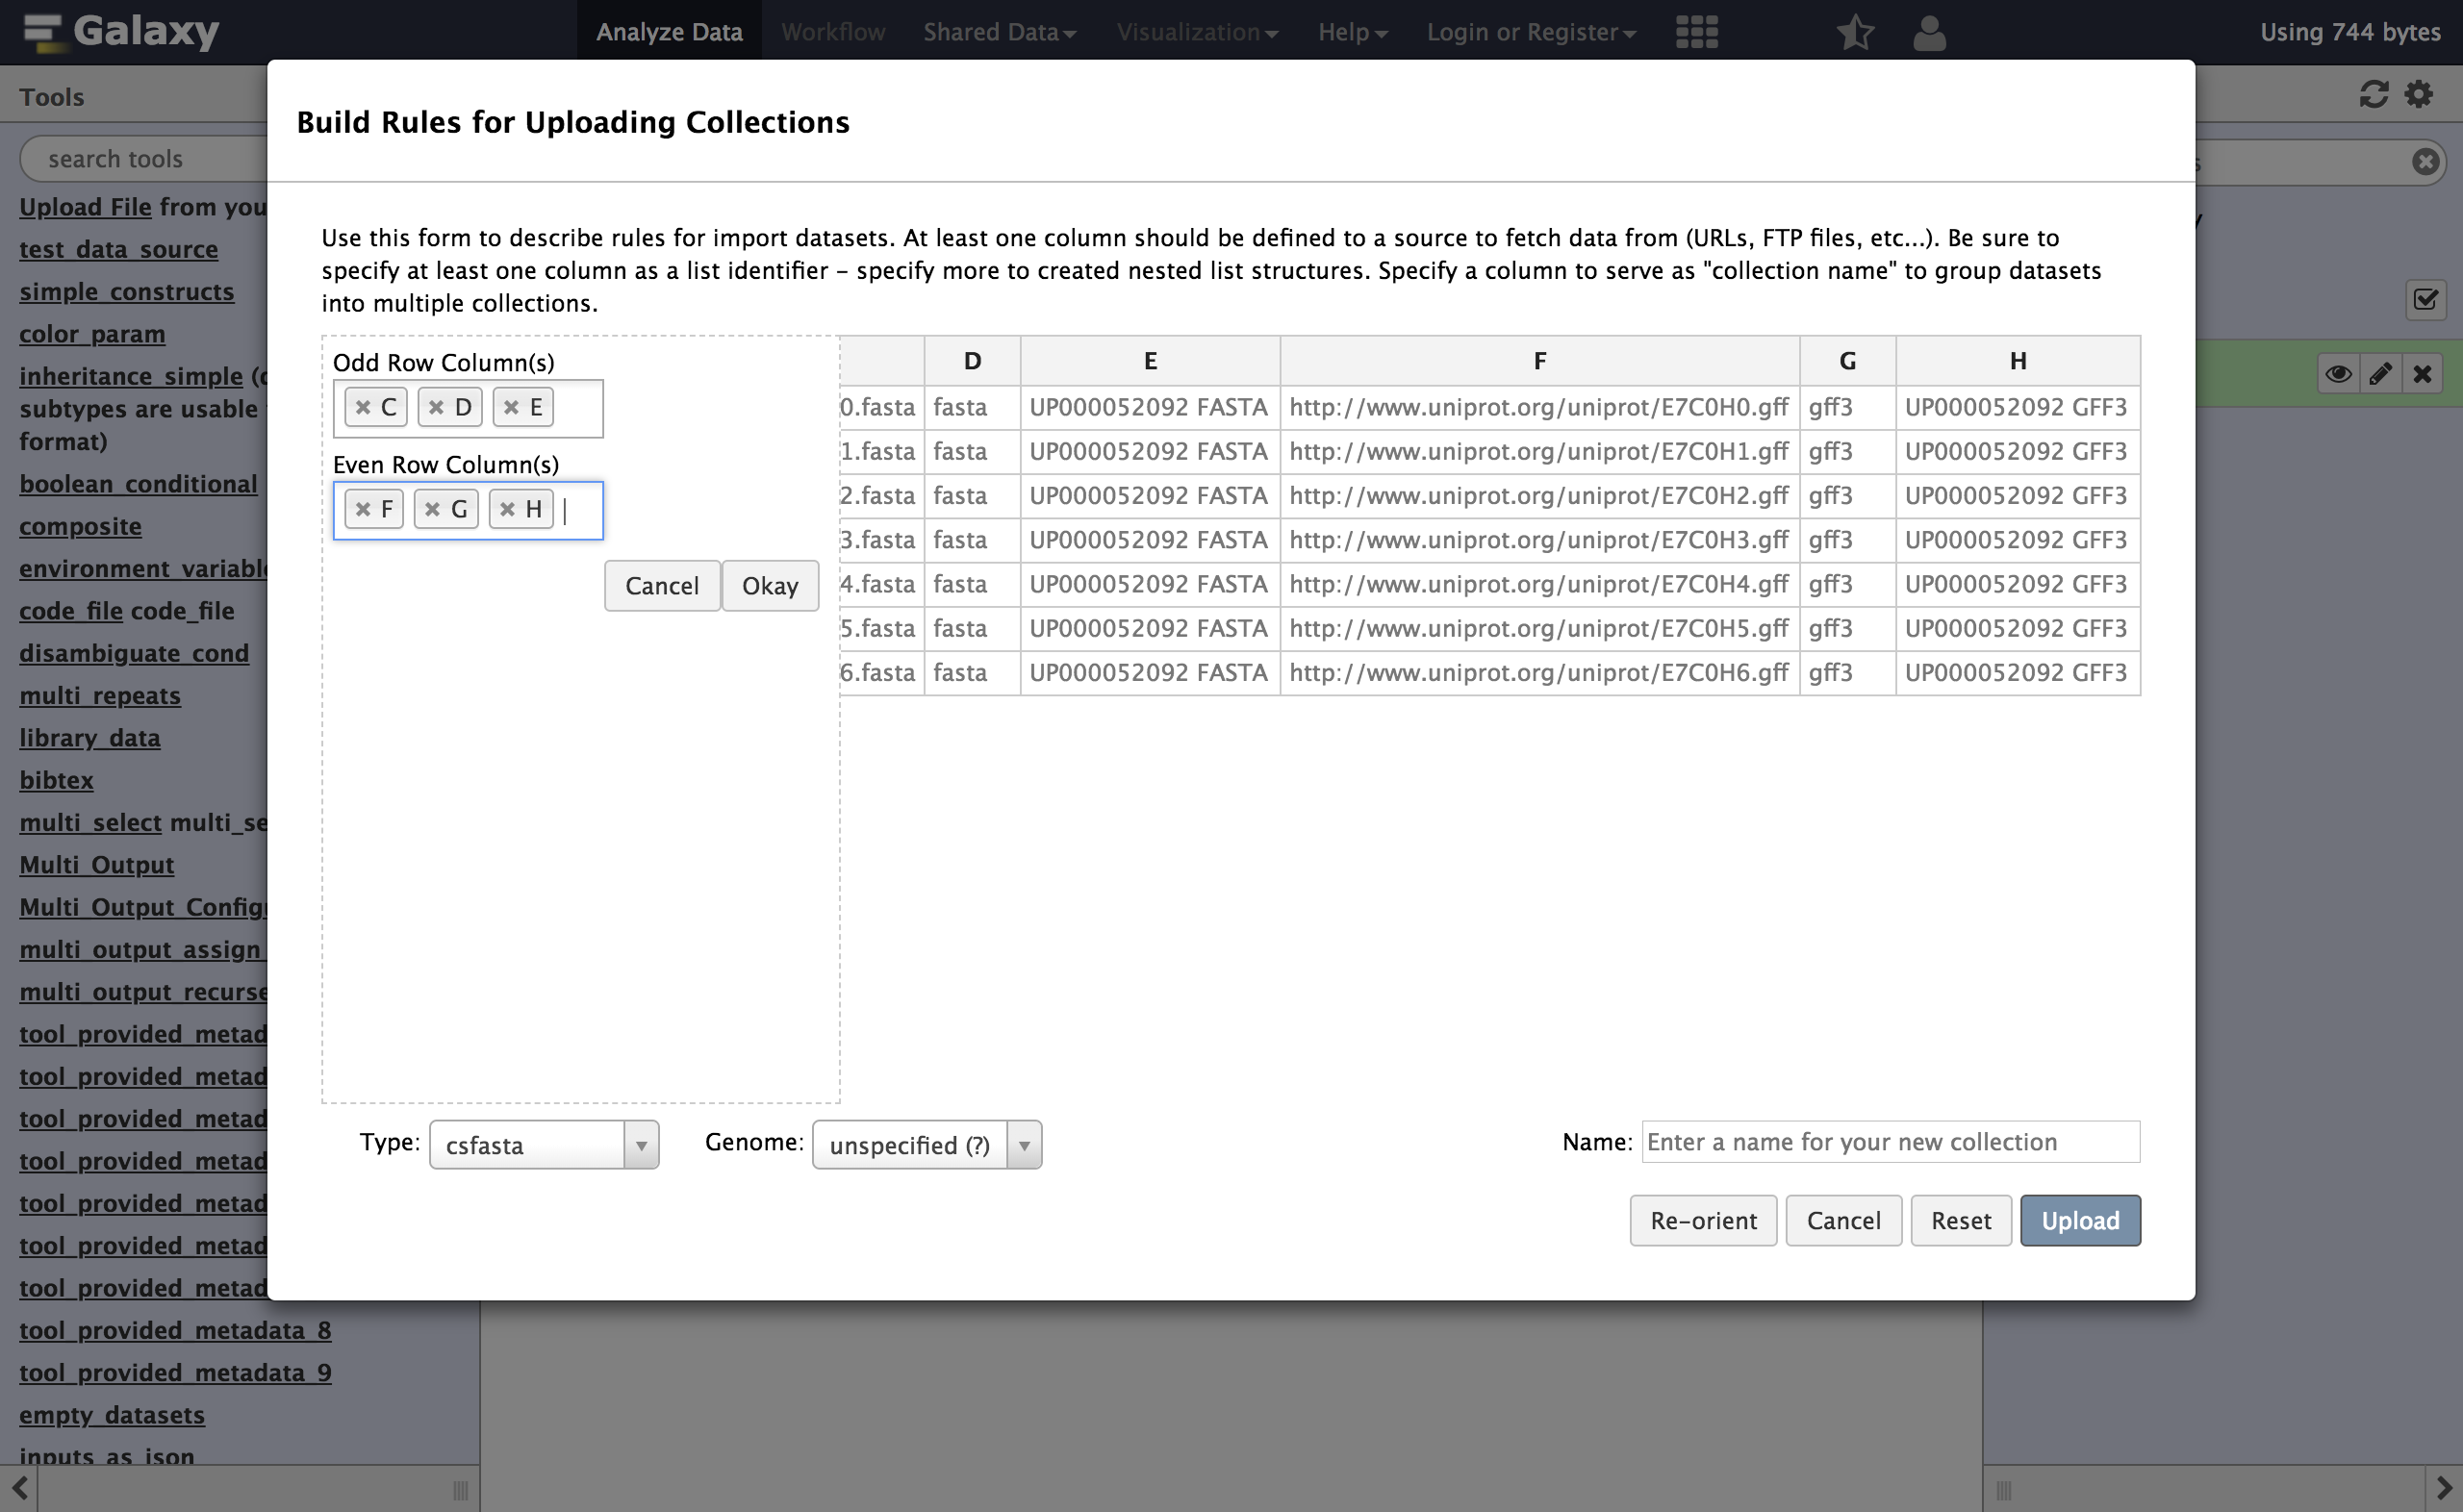 Galaxy
Analyze Data Workflow Shared Data Visualization Help Login or Register Using 744 bytes
Tools
search tools
Upload File from you
test_data_source
simple_constructs
color_param
inheritance_simple
subtypes are usable
format)
boolean_conditional
composite
environment_variable
code_file code_file
disambiguate_cond
multi_repeats
library_data
bibtex
multi_select multi_se
Multi_Output
Multi_Output_Configu
multi_output_assign_
multi_output_recurse
tool_provided_metad
tool_provided_metad
tool_provided_metad
tool_provided_metad
tool_provided_metad
tool_provided_metad
tool_provided_metad
tool_provided_metadata_8
tool_provided_metadata_9
empty_datasets
inputs_as_json
Build Rules for Uploading Collections
Use this form to describe rules for import datasets. At least one column should be defined to a source to fetch data from (URLs, FTP files, etc...). Be sure to
specify at least one column as a list identifier - specify more to created nested list structures. Specify a column to serve as "collection name" to group datasets
into multiple collections.
Odd Row Column(s)
C D E
Even Row Column(s)
F G H
Cancel Okay
D E F G H
0.fasta fasta UP000052092 FASTA http://www.uniprot.org/uniprot/E7C0H0.gff gff3 UP000052092 GFF3
1.fasta fasta UP000052092 FASTA http://www.uniprot.org/uniprot/E7C0H1.gff gff3 UP000052092 GFF3
2.fasta fasta UP000052092 FASTA http://www.uniprot.org/uniprot/E7C0H2.gff gff3 UP000052092 GFF3
3.fasta fasta UP000052092 FASTA http://www.uniprot.org/uniprot/E7C0H3.gff gff3 UP000052092 GFF3
4.fasta fasta UP000052092 FASTA http://www.uniprot.org/uniprot/E7C0H4.gff gff3 UP000052092 GFF3
5.fasta fasta UP000052092 FASTA http://www.uniprot.org/uniprot/E7C0H5.gff gff3 UP000052092 GFF3
6.fasta fasta UP000052092 FASTA http://www.uniprot.org/uniprot/E7C0H6.gff gff3 UP000052092 GFF3
Type: csfasta Genome: unspecified (?) Name: Enter a name for your new collection
Re-orient Cancel Reset Upload